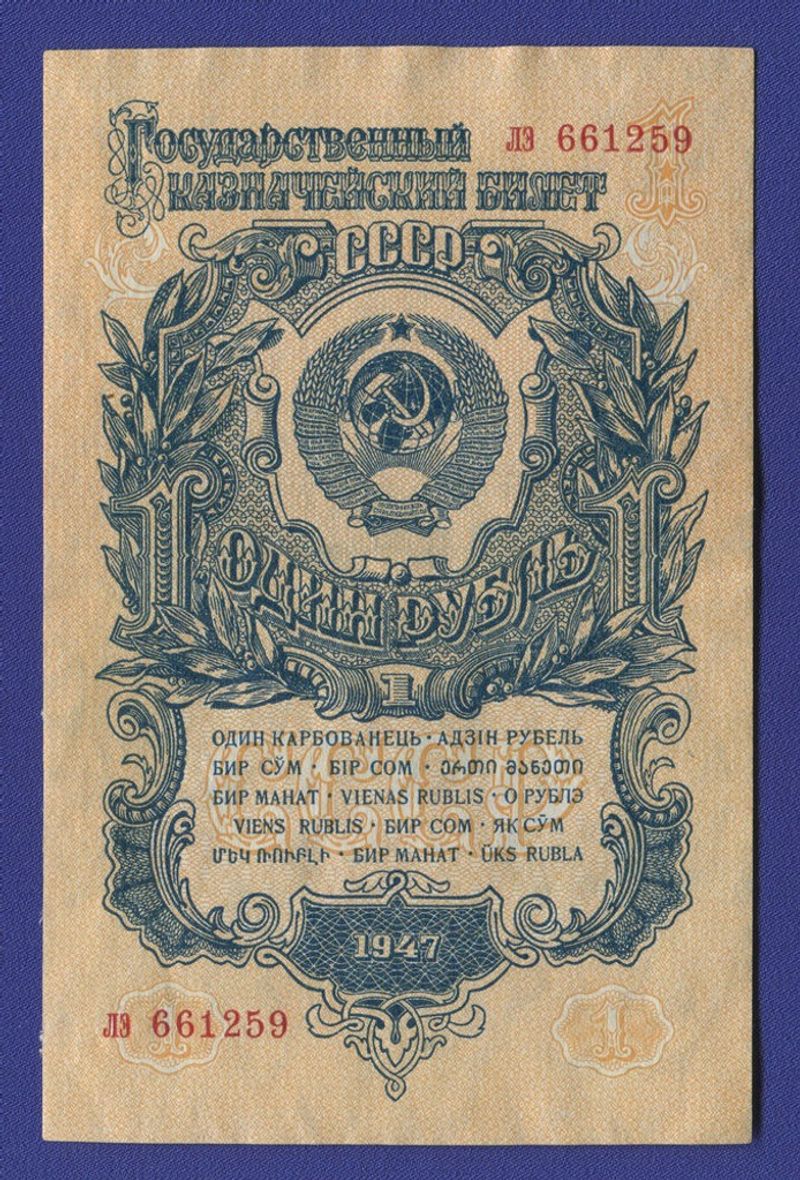 Государственный лэ 661259
казначейский билет
СССР
1 1
ОДИН РУБЛЬ
1
ОДИН КАРБОВАНЕЦЬ · АДЗІН РУБЕЛЬ
БИР СЎМ · БІР СОМ · ერთი მანეთი
БИР МАНАТ · VIENAS RUBLIS · О РУБЛЭ
VIENS RUBLIS · БИР СОМ · ЯК СӮМ
ՄԵԿ ՌՈՒԲԼԻ · БИР МАНАТ · ÜKS RUBLA
1947
лэ 661259
1 1